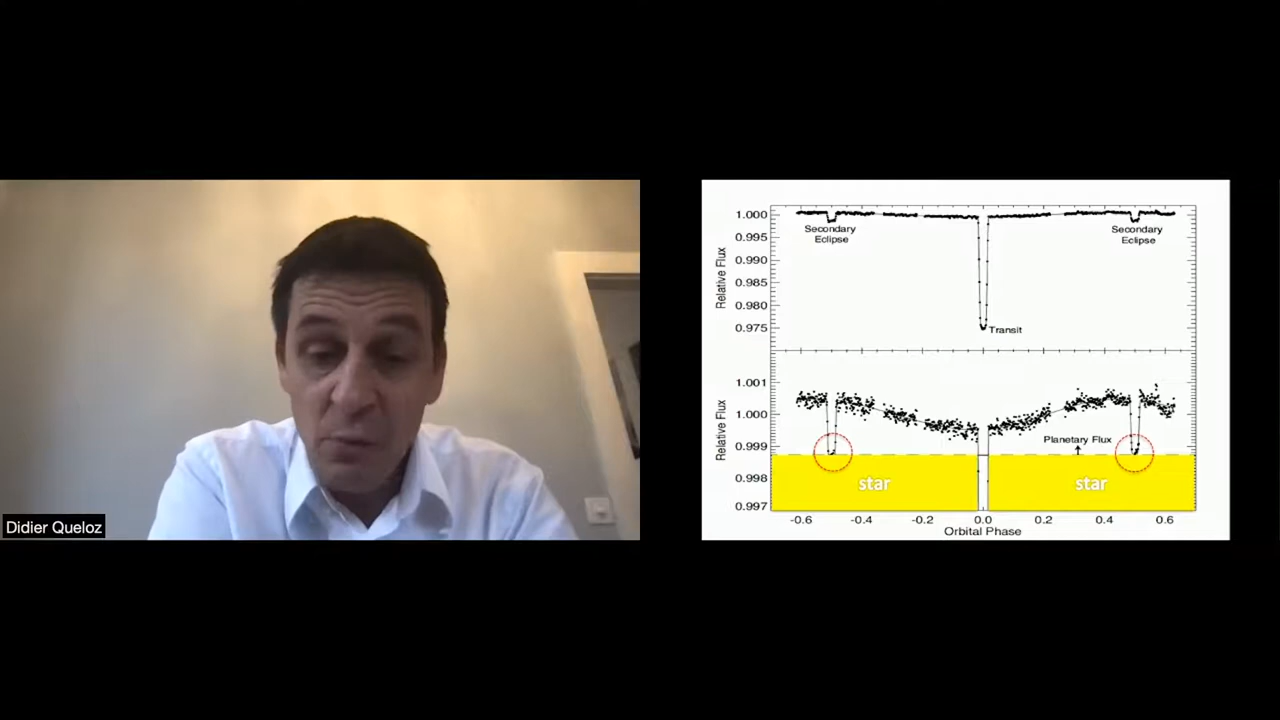 Didier Queloz
1.000
0.995
0.990
0.985
0.980
0.975
Relative Flux
Secondary
Eclipse
Secondary
Eclipse
Transit
1.001
1.000
0.999
0.998
0.997
Relative Flux
Planetary Flux
star
star
-0.6
-0.4
-0.2
0.0
0.2
0.4
0.6
Orbital Phase